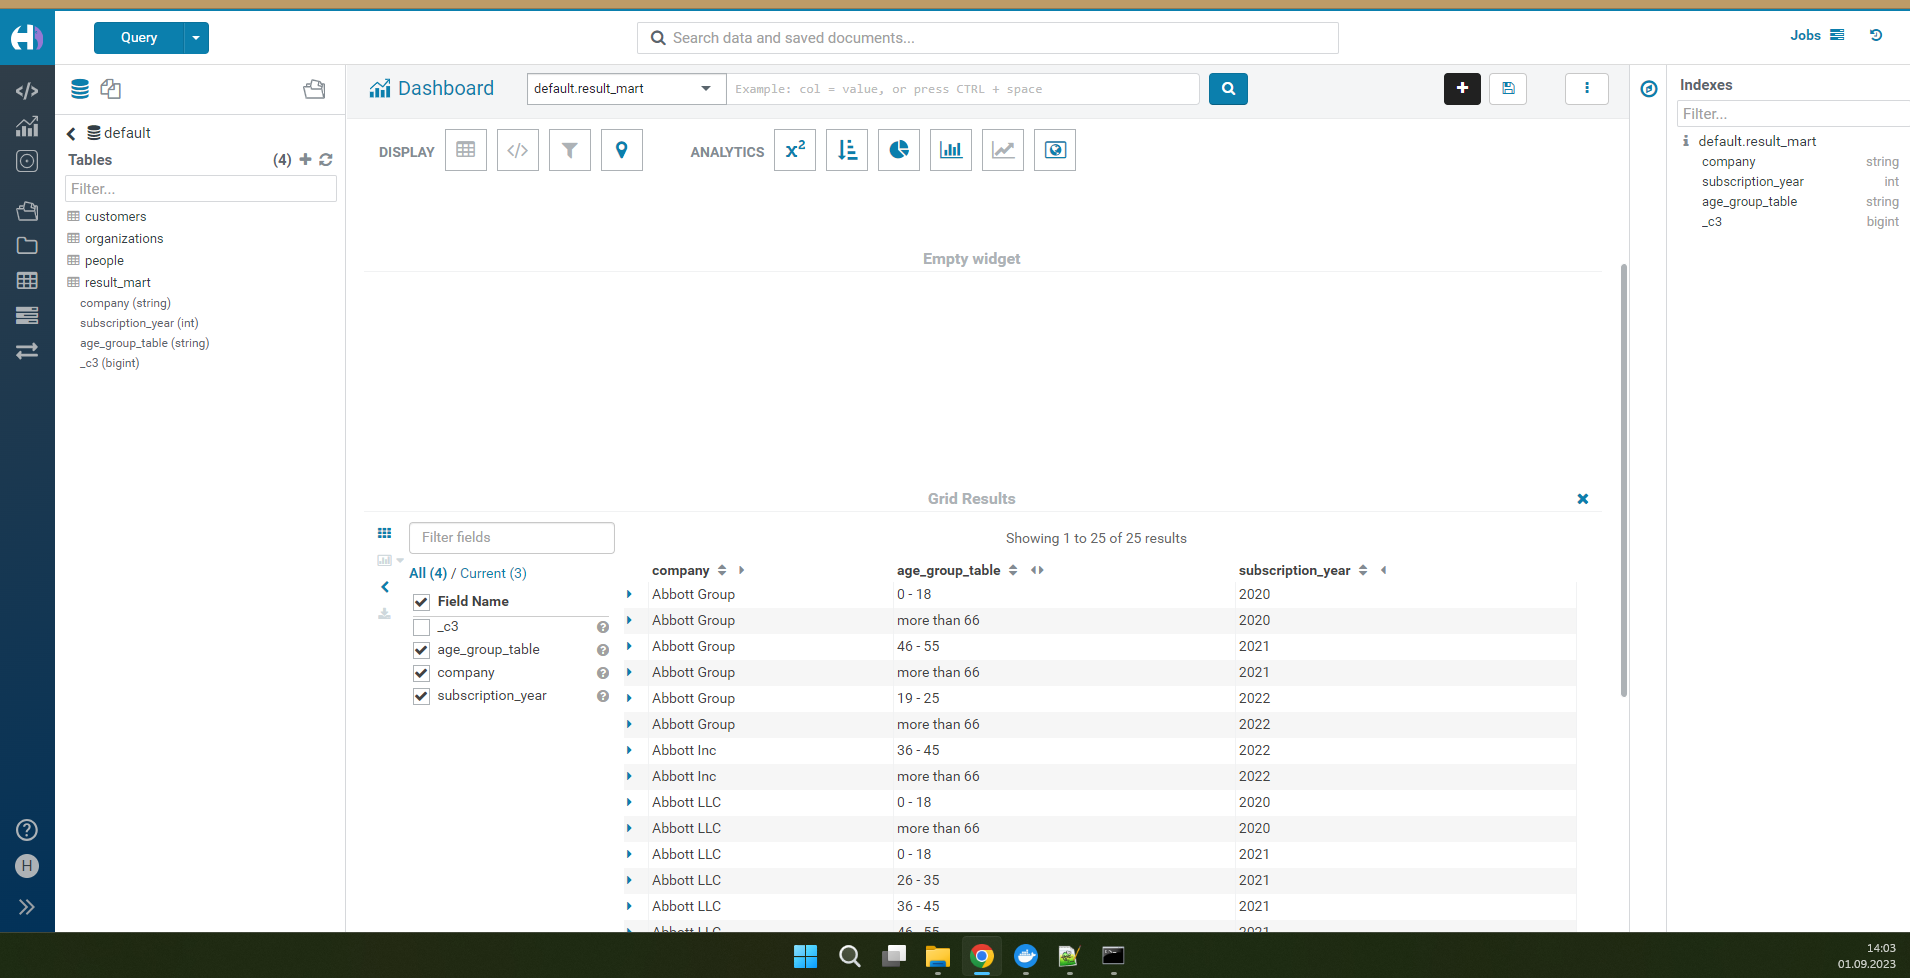 Query
Search data and saved documents...
Jobs
default
Tables (4)
Filter...
customers
organizations
people
result_mart
company (string)
subscription_year (int)
age_group_table (string)
_c3 (bigint)
H
Dashboard
default.result_mart
Example: col = value, or press CTRL + space
DISPLAY
ANALYTICS
x²
Empty widget
Grid Results
Filter fields
Showing 1 to 25 of 25 results
All (4) / Current (3)
Field Name
_c3
age_group_table
company
subscription_year
company age_group_table subscription_year
Abbott Group 0 - 18 2020
Abbott Group more than 66 2020
Abbott Group 46 - 55 2021
Abbott Group more than 66 2021
Abbott Group 19 - 25 2022
Abbott Group more than 66 2022
Abbott Inc 36 - 45 2022
Abbott Inc more than 66 2022
Abbott LLC 0 - 18 2020
Abbott LLC more than 66 2020
Abbott LLC 0 - 18 2021
Abbott LLC 26 - 35 2021
Abbott LLC 36 - 45 2021
Abbott LLC 46 - 55 2021
Indexes
Filter...
default.result_mart
company string
subscription_year int
age_group_table string
_c3 bigint
14:03
01.09.2023